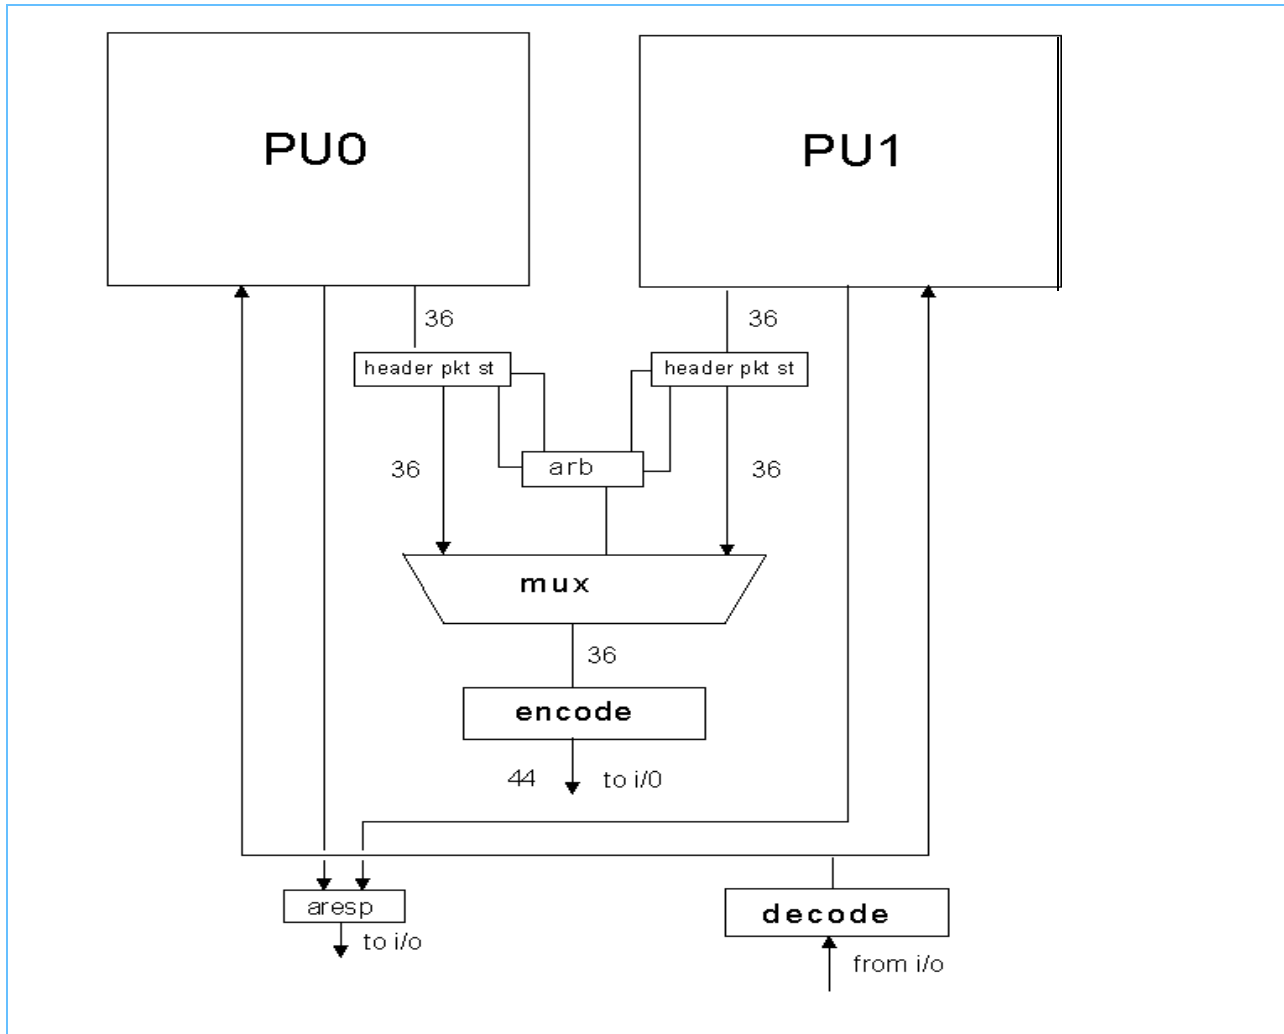 PU0
PU1
36
36
header pkt st
header pkt st
36
arb
36
mux
36
encode
44
to i/0
aresp
to i/o
decode
from i/o